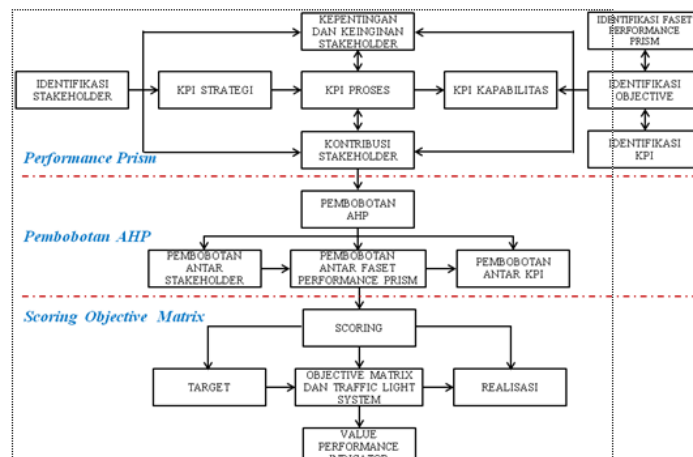 KEPENTINGAN
DAN KEINGINAN
STAKEHOLDER
IDENTIFIKASI FASET
PERFORMANCE
PRISM
IDENTIFIKASI
STAKEHOLDER
KPI STRATEGI
KPI PROSES
KPI KAPABILITAS
IDENTIFIKASI
OBJECTIVE
KONTRIBUSI
STAKEHOLDER
IDENTIFIKASI
KPI
Performance Prism
PEMBOBOTAN
AHP
Pembobotan AHP
PEMBOBOTAN
ANTAR
STAKEHOLDER
PEMBOBOTAN
ANTAR FASET
PERFORMANCE PRISM
PEMBOBOTAN
ANTAR KPI
Scoring Objective Matrix
SCORING
TARGET
OBJECTIVE MATRIX
DAN TRAFFIC LIGHT
SYSTEM
REALISASI
VALUE
PERFORMANCE
INDICATOR